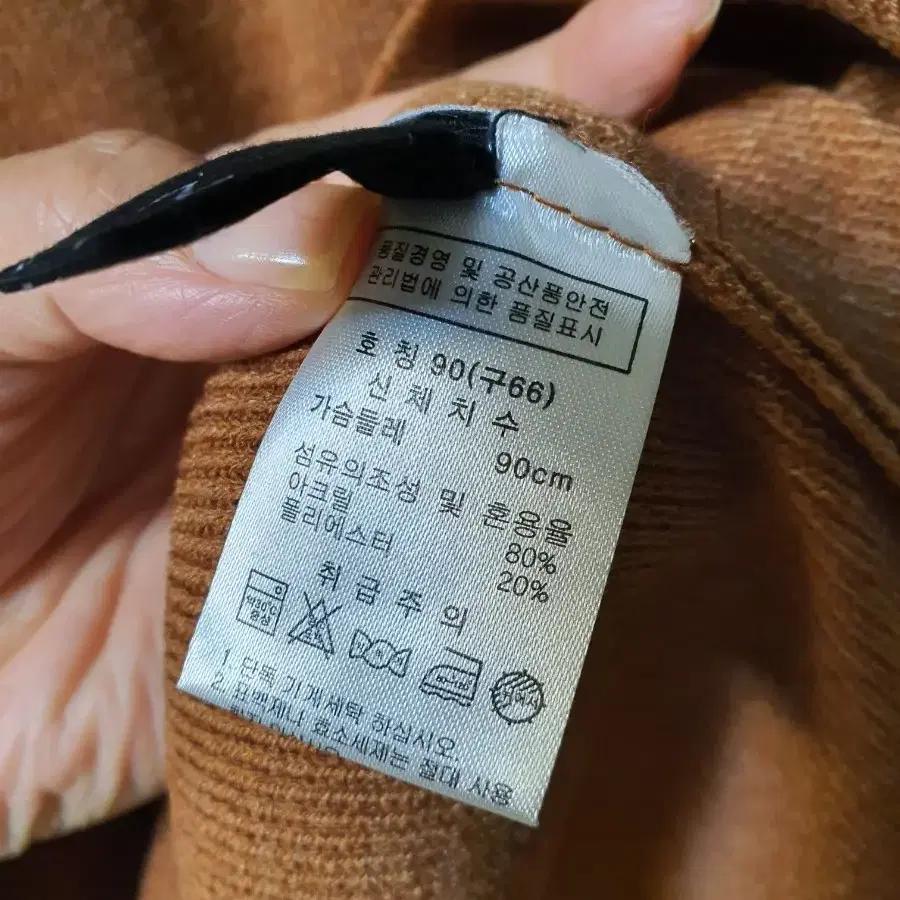 품질경영 및 공산품안전
관리법에 의한 품질표시
호칭 90(구66)
신체치수
가슴둘레 90cm
섬유의조성 및 혼용율
아크릴 80%
폴리에스터 20%
취급주의
1. 단독 기계세탁 하십시오
2. 표백제나 효소세제는 절대 사용